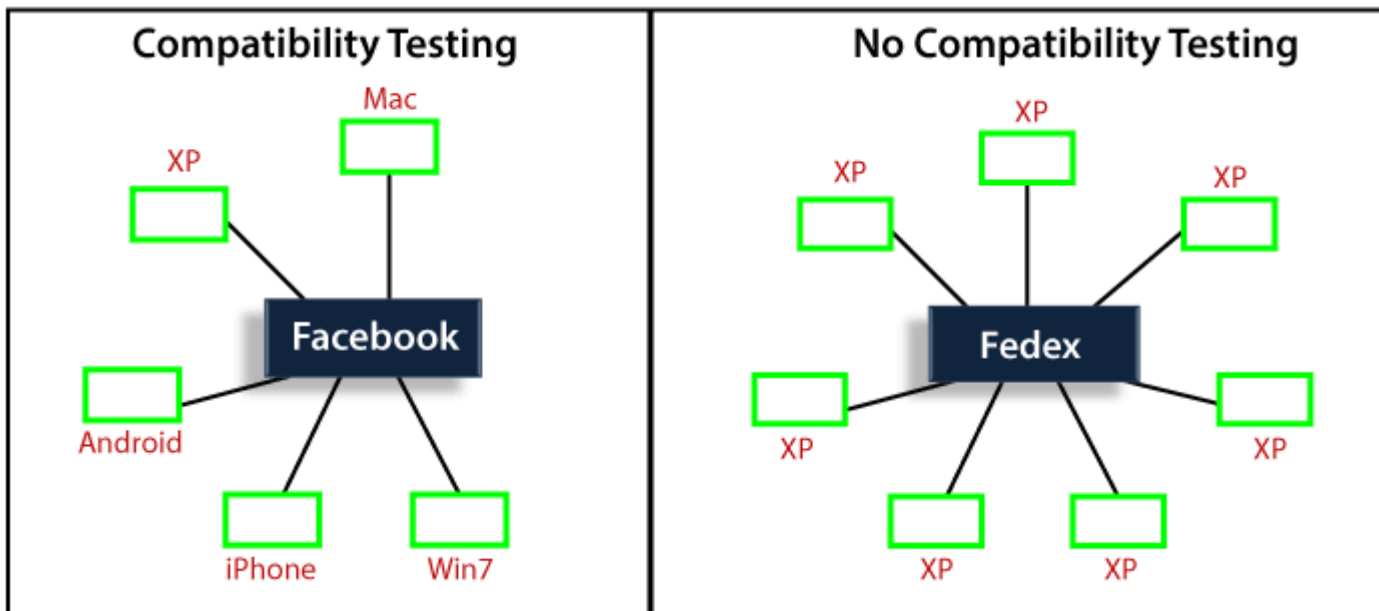 Compatibility Testing
Mac
XP
Facebook
Android
iPhone
Win7
No Compatibility Testing
XP
XP
XP
Fedex
XP
XP
XP
XP